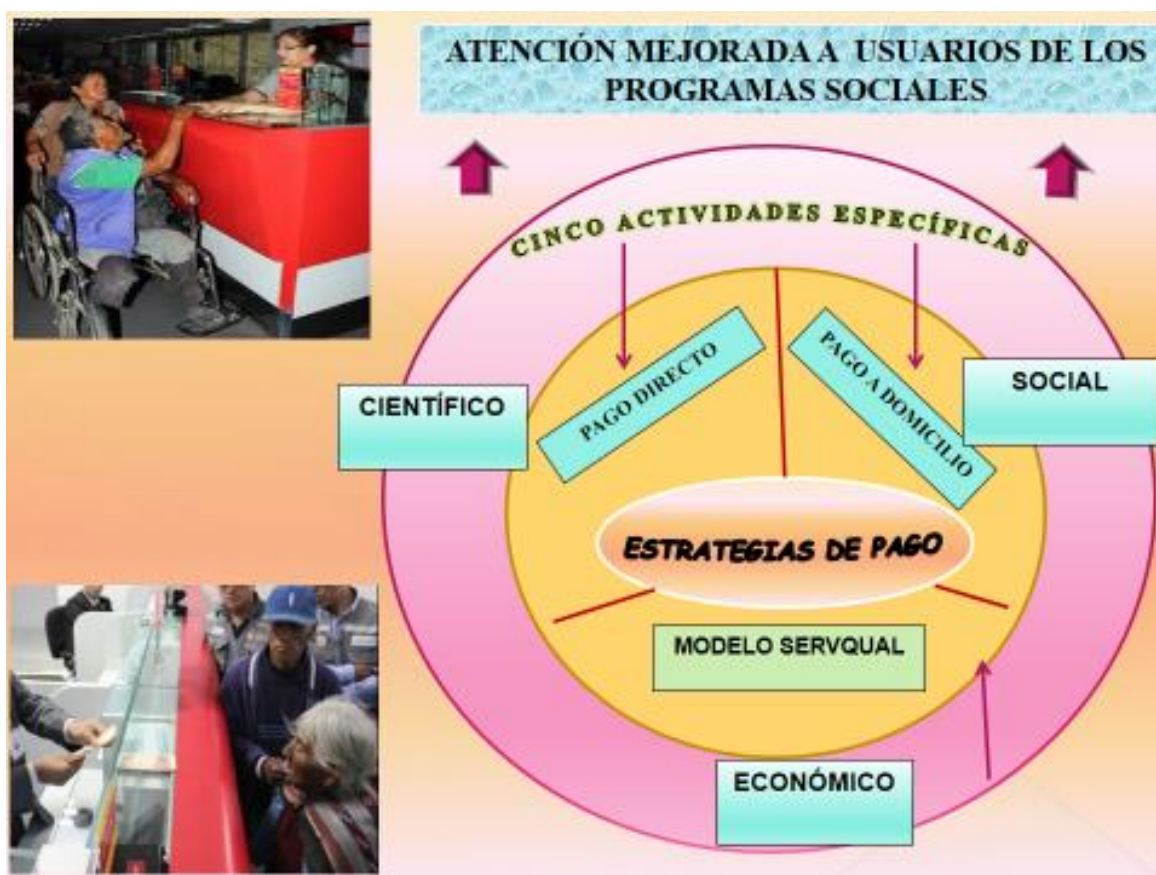 ATENCIÓN MEJORADA A USUARIOS DE LOS
PROGRAMAS SOCIALES
CINCO ACTIVIDADES ESPECÍFICAS
PAGO DIRECTO
PAGO A DOMICILIO
CIENTÍFICO
SOCIAL
ESTRATEGIAS DE PAGO
MODELO SERVQUAL
ECONÓMICO